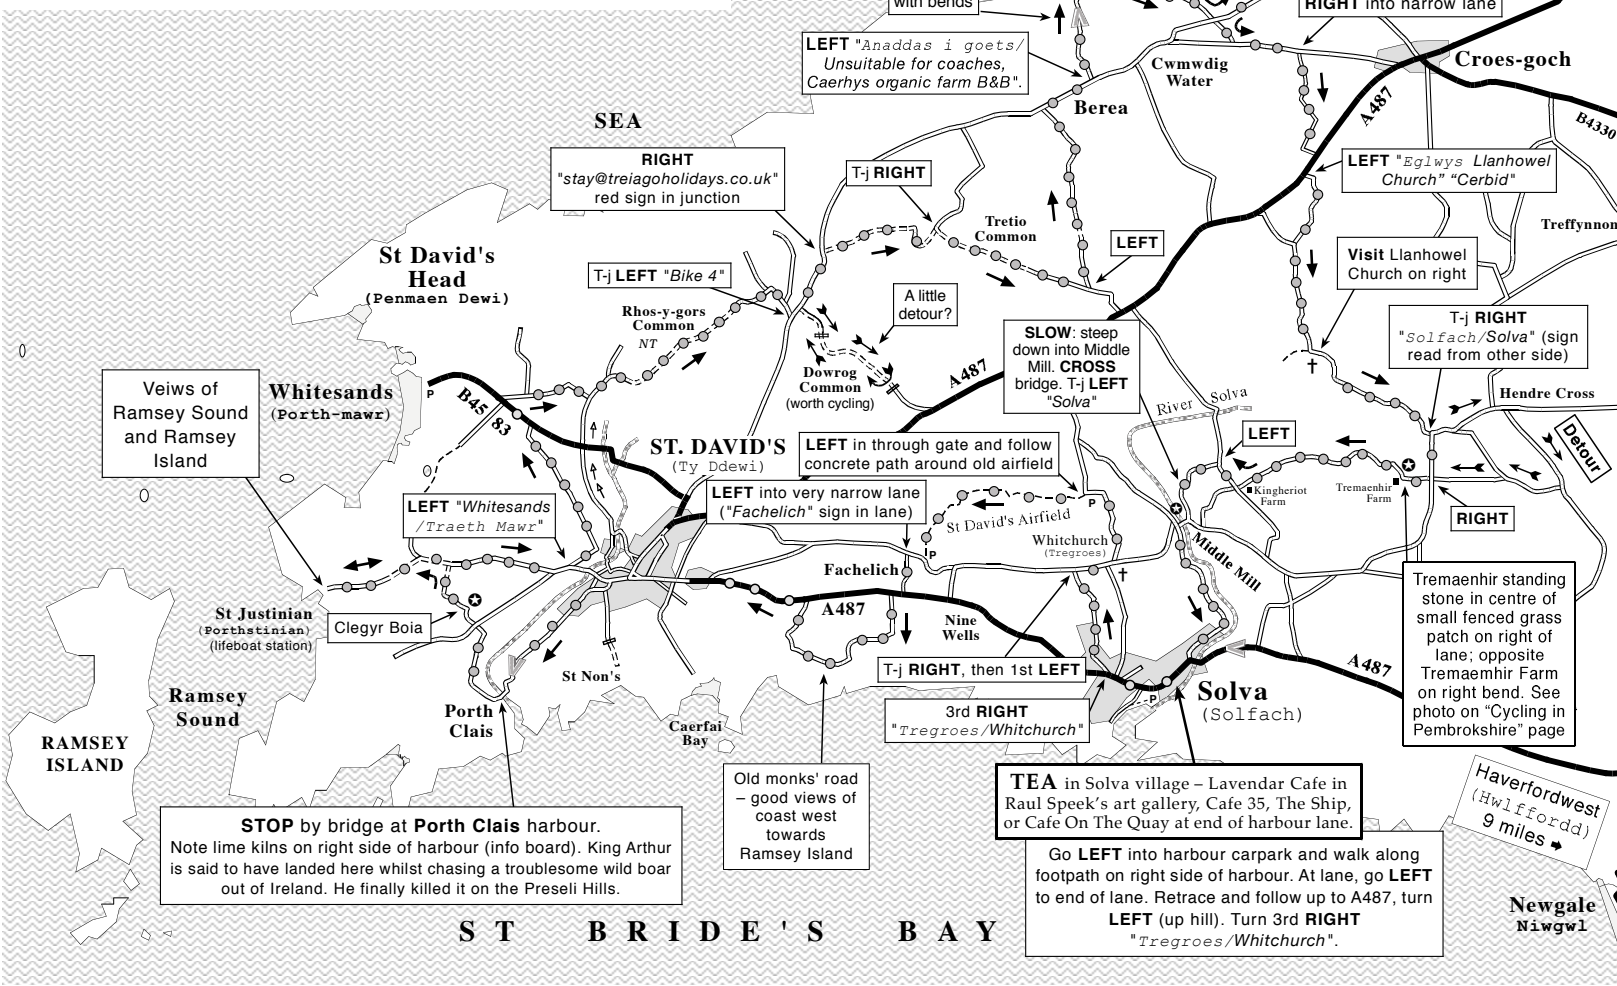 with bends
RIGHT into narrow lane
LEFT "Anaddas i goets/
Unsuitable for coaches,
Caerhys organic farm B&B".
Cwmwdig
Water
Croes-goch
A487
B4330
Berea
SEA
RIGHT
"stay@treiagoholidays.co.uk"
red sign in junction
T-j RIGHT
LEFT "Eglwys Llanhowel
Church" “Cerbid"
Treffynnon
Tretio
Common
LEFT
Visit Llanhowel
Church on right
St David's
Head
(Penmaen Dewi)
T-j LEFT "Bike 4"
A little
detour?
Rhos-y-gors
Common
NT
T-j RIGHT
"Solfach/Solva" (sign
read from other side)
SLOW: steep
down into Middle
Mill. CROSS
bridge. T-j LEFT
"Solva"
Dowrog
Common
(worth cycling)
A487
Veiws of
Ramsey Sound
and Ramsey
Island
Whitesands
(Porth-mawr)
P
B45 83
River Solva
Hendre Cross
ST. DAVID'S
(Ty Ddewi)
LEFT in through gate and follow
concrete path around old airfield
LEFT
Detour
LEFT into very narrow lane
("Fachelich" sign in lane)
St David's Airfield
P
P
Kingheriot
Farm
Tremaenhir
Farm
RIGHT
LEFT "Whitesands
/Traeth Mawr"
Whitchurch
(Tregroes)
Middle Mill
Fachelich
A487
Tremaenhir standing
stone in centre of
small fenced grass
patch on right of
lane; opposite
Tremaemhir Farm
on right bend. See
photo on “Cycling in
Pembrokshire” page
St Justinian
(Porthstinian)
(lifeboat station)
Clegyr Boia
Nine
Wells
T-j RIGHT, then 1st LEFT
A487
St Non's
Ramsey
Sound
Porth
Clais
Caerfai
Bay
3rd RIGHT
"Tregroes/Whitchurch"
P
Solva
(Solfach)
RAMSEY
ISLAND
Old monks' road
– good views of
coast west
towards
Ramsey Island
TEA in Solva village – Lavendar Cafe in
Raul Speek’s art gallery, Cafe 35, The Ship,
or Cafe On The Quay at end of harbour lane.
Haverfordwest
(Hwlffordd)
9 miles
STOP by bridge at Porth Clais harbour.
Note lime kilns on right side of harbour (info board). King Arthur
is said to have landed here whilst chasing a troublesome wild boar
out of Ireland. He finally killed it on the Preseli Hills.
Go LEFT into harbour carpark and walk along
footpath on right side of harbour. At lane, go LEFT
to end of lane. Retrace and follow up to A487, turn
LEFT (up hill). Turn 3rd RIGHT
"Tregroes/Whitchurch".
Newgale
Niwgwl
ST BRIDE'S BAY